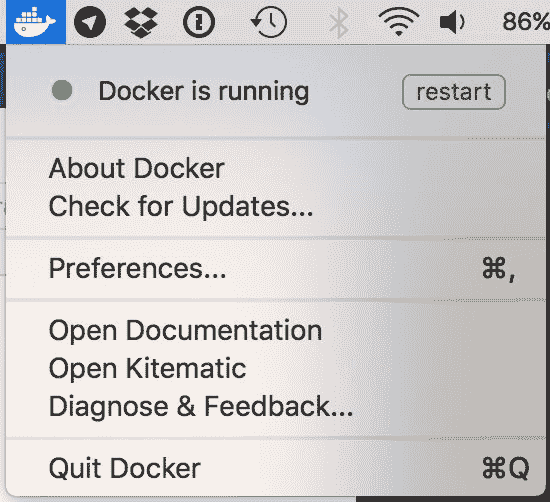 86%
Docker is running restart
About Docker
Check for Updates...
Preferences... ⌘,
Open Documentation
Open Kitematic
Diagnose & Feedback...
Quit Docker ⌘Q